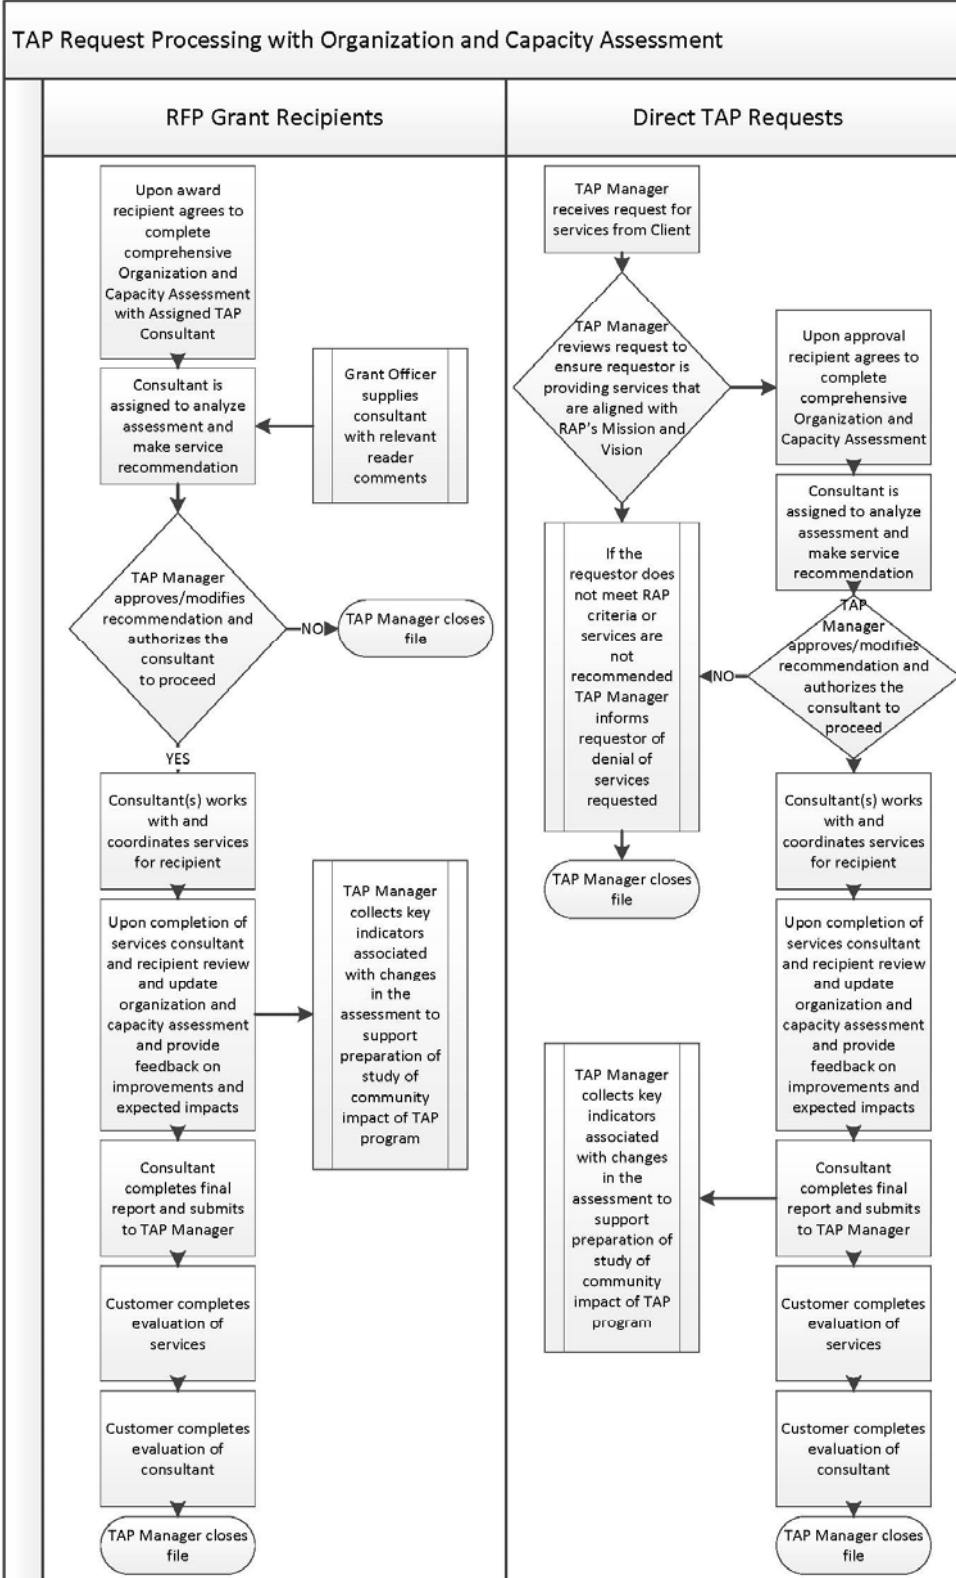 TAP Request Processing with Organization and Capacity Assessment
RFP Grant Recipients
Upon award
recipient agrees to
complete
comprehensive
Organization and
Capacity Assessment
with Assigned TAP
Consultant
Consultant is
assigned to analyze
assessment and
make service
recommendation
Grant Officer
supplies
consultant
with relevant
reader
comments
TAP Manager
approves/modifies
recommendation and
authorizes the
consultant
to proceed
NO
TAP Manager closes
file
YES
Consultant(s) works
with and
coordinates services
for recipient
Upon completion of
services consultant
and recipient review
and update
organization and
capacity assessment
and provide
feedback on
improvements and
expected impacts
TAP Manager
collects key
indicators
associated
with changes
in the
assessment to
support
preparation of
study of
community
impact of TAP
program
Consultant
completes final
report and submits
to TAP Manager
Customer completes
evaluation of
services
Customer completes
evaluation of
consultant
TAP Manager closes
file
Direct TAP Requests
TAP Manager
receives request for
services from Client
TAP Manager
reviews request to
ensure requestor is
providing services that
are aligned with
RAP's Mission and
Vision
Upon approval
recipient agrees to
complete
comprehensive
Organization and
Capacity Assessment
Consultant is
assigned to analyze
assessment and
make service
recommendation
TAP
Manager
approves/modifies
recommendation and
authorizes the
consultant to
proceed
NO
If the
requestor does
not meet RAP
criteria or
services are
not
recommended
TAP Manager
informs
requestor of
denial of
services
requested
TAP Manager closes
file
Consultant(s) works
with and
coordinates services
for recipient
Upon completion of
services consultant
and recipient review
and update
organization and
capacity assessment
and provide
feedback on
improvements and
expected impacts
TAP Manager
collects key
indicators
associated
with changes
in the
assessment to
support
preparation of
study of
community
impact of TAP
program
Consultant
completes final
report and submits
to TAP Manager
Customer completes
evaluation of
services
Customer completes
evaluation of
consultant
TAP Manager closes
file